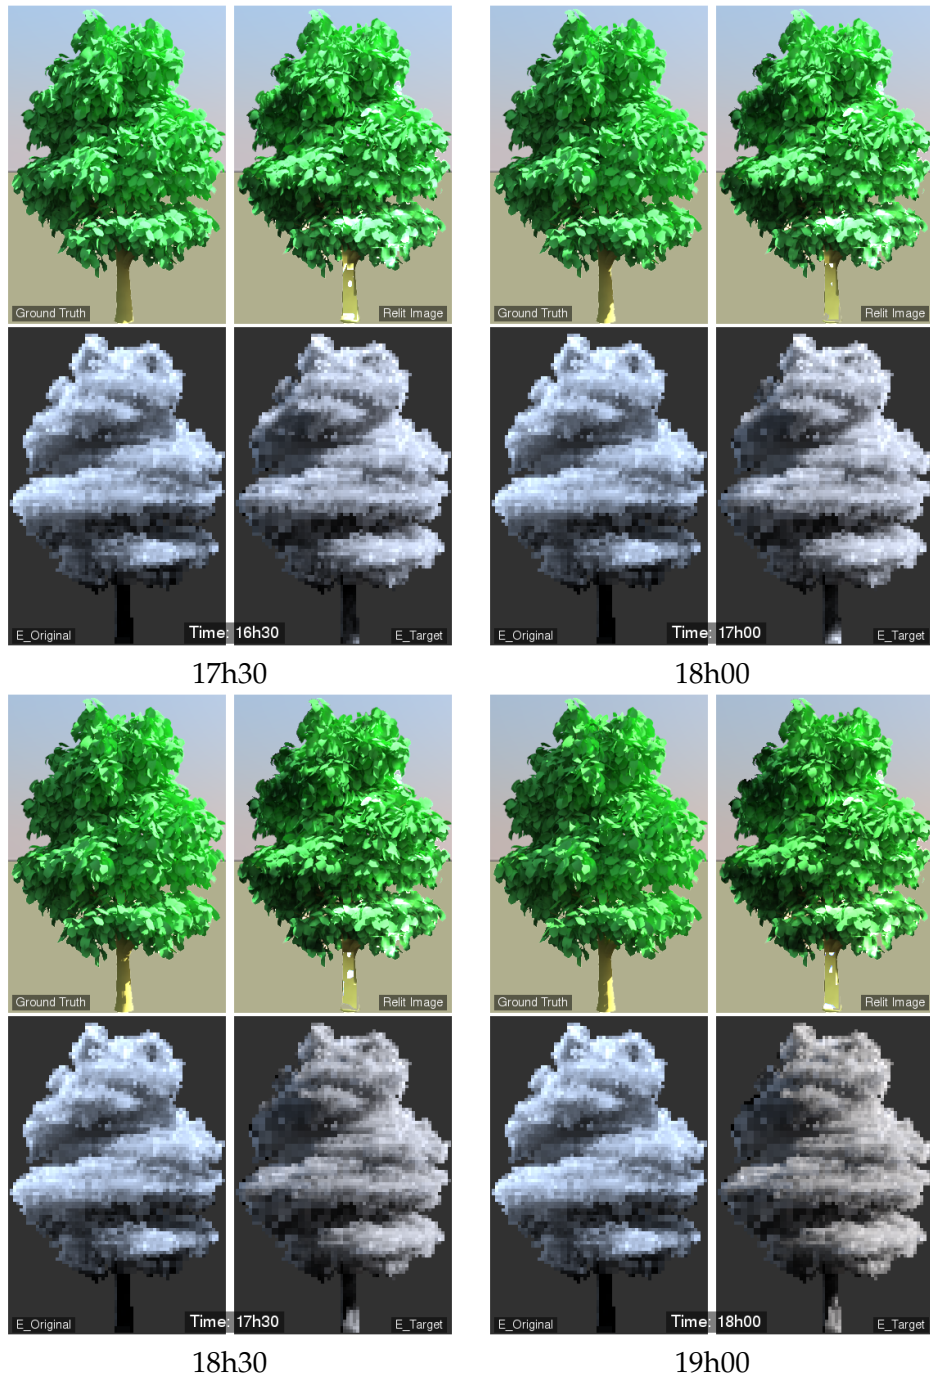 Ground Truth
Relit Image
Ground Truth
Relit Image
E_Original
Time: 16h30
E_Target
E_Original
Time: 17h00
E_Target
17h30
18h00
Ground Truth
Relit Image
Ground Truth
Relit Image
E_Original
Time: 17h30
E_Target
E_Original
Time: 18h00
E_Target
18h30
19h00